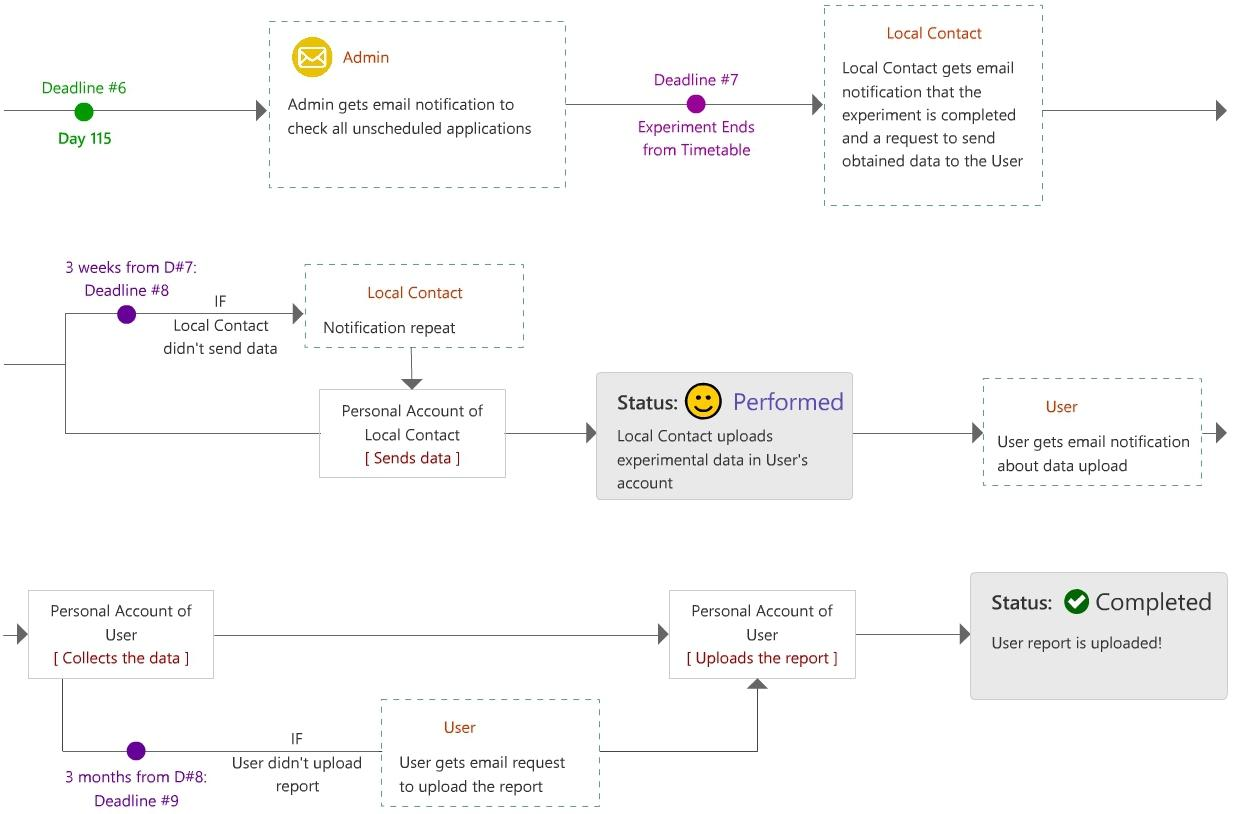 Deadline #6
Day 115
Admin
Admin gets email notification to
check all unscheduled applications
Deadline #7
Experiment Ends
from Timetable
Local Contact
Local Contact gets email
notification that the
experiment is completed
and a request to send
obtained data to the User
3 weeks from D#7:
Deadline #8
IF
Local Contact
didn't send data
Local Contact
Notification repeat
Personal Account of
Local Contact
[ Sends data ]
Status: Performed
Local Contact uploads
experimental data in User's
account
User
User gets email notification
about data upload
Personal Account of
User
[ Collects the data ]
Personal Account of
User
[ Uploads the report ]
Status: Completed
User report is uploaded!
3 months from D#8:
Deadline #9
IF
User didn't upload
report
User
User gets email request
to upload the report